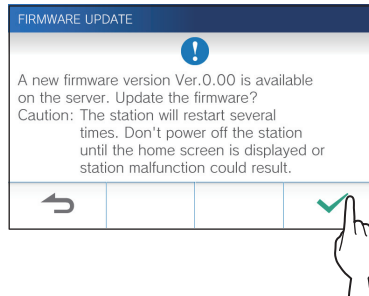 FIRMWARE UPDATE
A new firmware version Ver.0.00 is available
on the server. Update the firmware?
Caution: The station will restart several
times. Don't power off the station
until the home screen is displayed or
station malfunction could result.